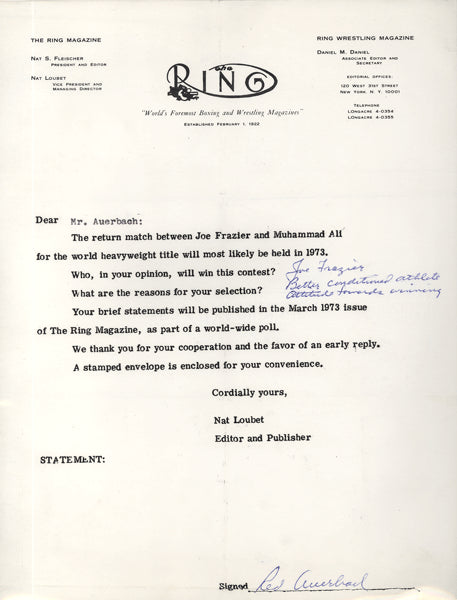 THE RING MAGAZINE
NAT S. FLEISCHER
PRESIDENT AND EDITOR
NAT LOUBET
VICE PRESIDENT AND
MANAGING DIRECTOR
the
RING
"World's Foremost Boxing and Wrestling Magazines"
ESTABLISHED FEBRUARY 1, 1922
RING WRESTLING MAGAZINE
DANIEL M. DANIEL
ASSOCIATE EDITOR AND
SECRETARY
EDITORIAL OFFICES:
120 WEST 31ST STREET
NEW YORK, N. Y. 10001
TELEPHONE
LONGACRE 4-0354
LONGACRE 4-0355
Dear Mr. Auerbach:
The return match between Joe Frazier and Muhammad Ali
for the world heavyweight title will most likely be held in 1973.
Who, in your opinion, will win this contest? Joe Frazier
What are the reasons for your selection? Better conditioned athlete
attitude towards winning
Your brief statements will be published in the March 1973 issue
of The Ring Magazine, as part of a world-wide poll.
We thank you for your cooperation and the favor of an early reply.
A stamped envelope is enclosed for your convenience.
Cordially yours,
Nat Loubet
Editor and Publisher
STATEMENT:
Signed Red Auerbach